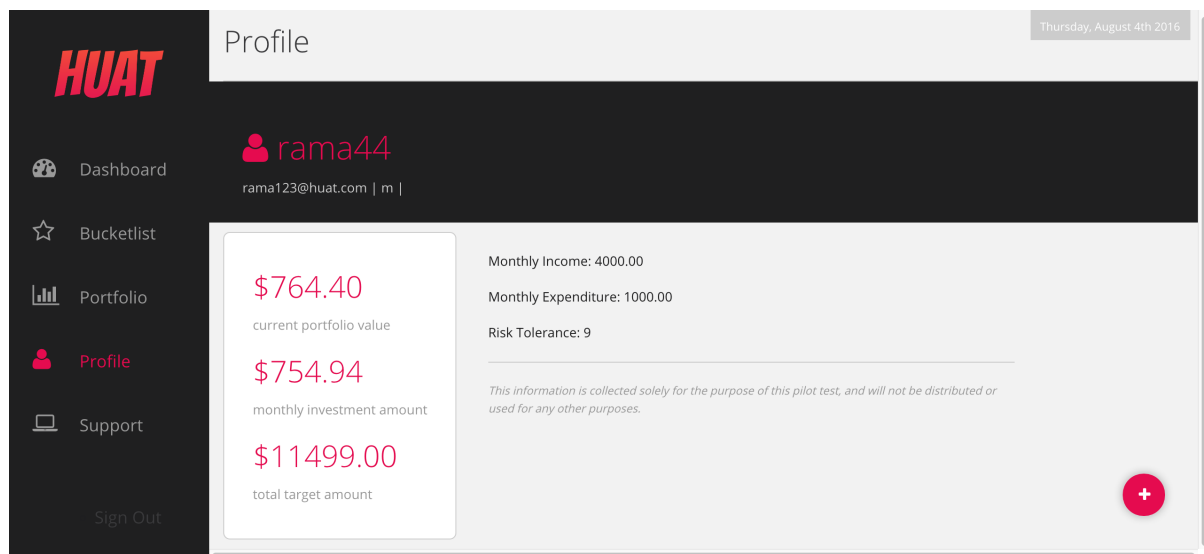 HUAT
Dashboard
Bucketlist
Portfolio
Profile
Support
Sign Out
Profile
Thursday, August 4th 2016
rama44
rama123@huat.com | m |
$764.40
current portfolio value
$754.94
monthly investment amount
$11499.00
total target amount
Monthly Income: 4000.00
Monthly Expenditure: 1000.00
Risk Tolerance: 9
This information is collected solely for the purpose of this pilot test, and will not be distributed or
used for any other purposes.
+